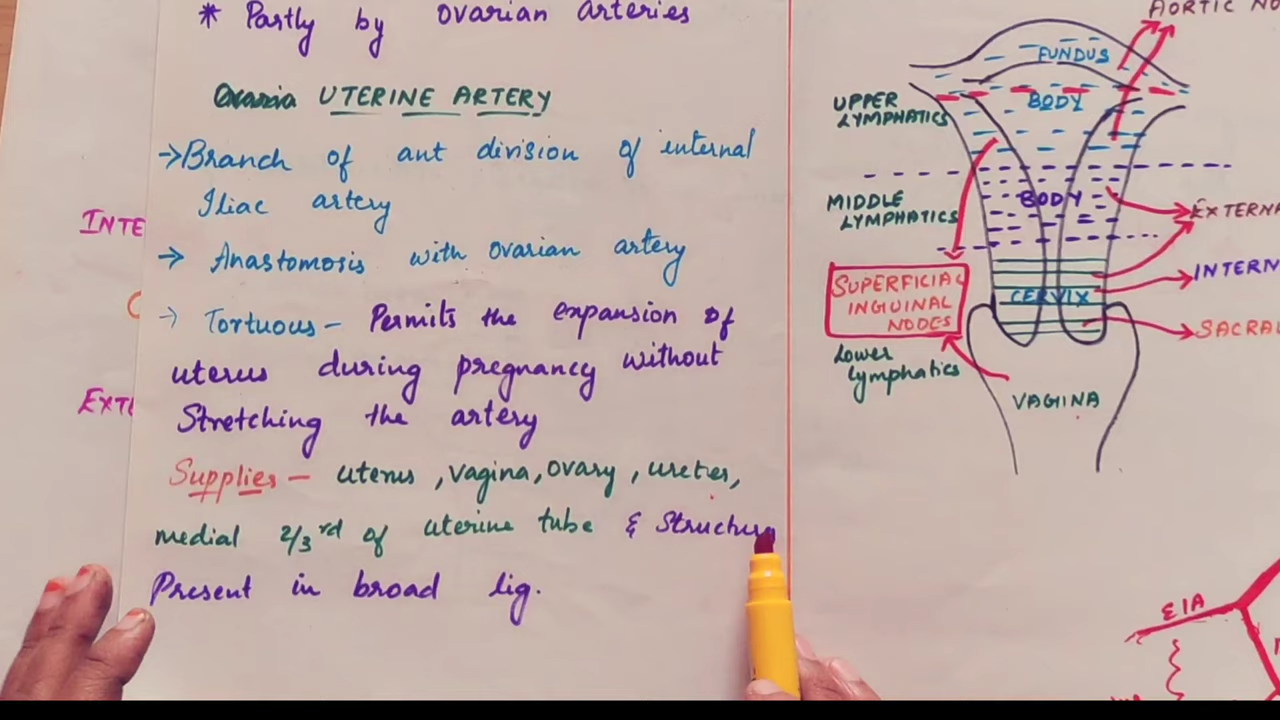 * Partly by ovarian arteries
Ovaria UTERINE ARTERY
→ Branch of ant division of internal
Iliac artery
→ Anastomosis with ovarian artery
→ Tortuous - Permits the expansion of
uterus during pregnancy without
Stretching the artery
Supplies - uterus, vagina, ovary, ureter,
medial 2/3rd of uterine tube & Structure
Present in broad lig.
INTE
EXTE
AORTIC NO
FUNDUS
UPPER
LYMPHATICS
BODY
MIDDLE
LYMPHATICS
BODY
EXTERNA
SUPERFICIAL
INGUINAL
NODES
CERVIX
INTERN
SACRAL
Lower
lymphatics
VAGINA
EIA